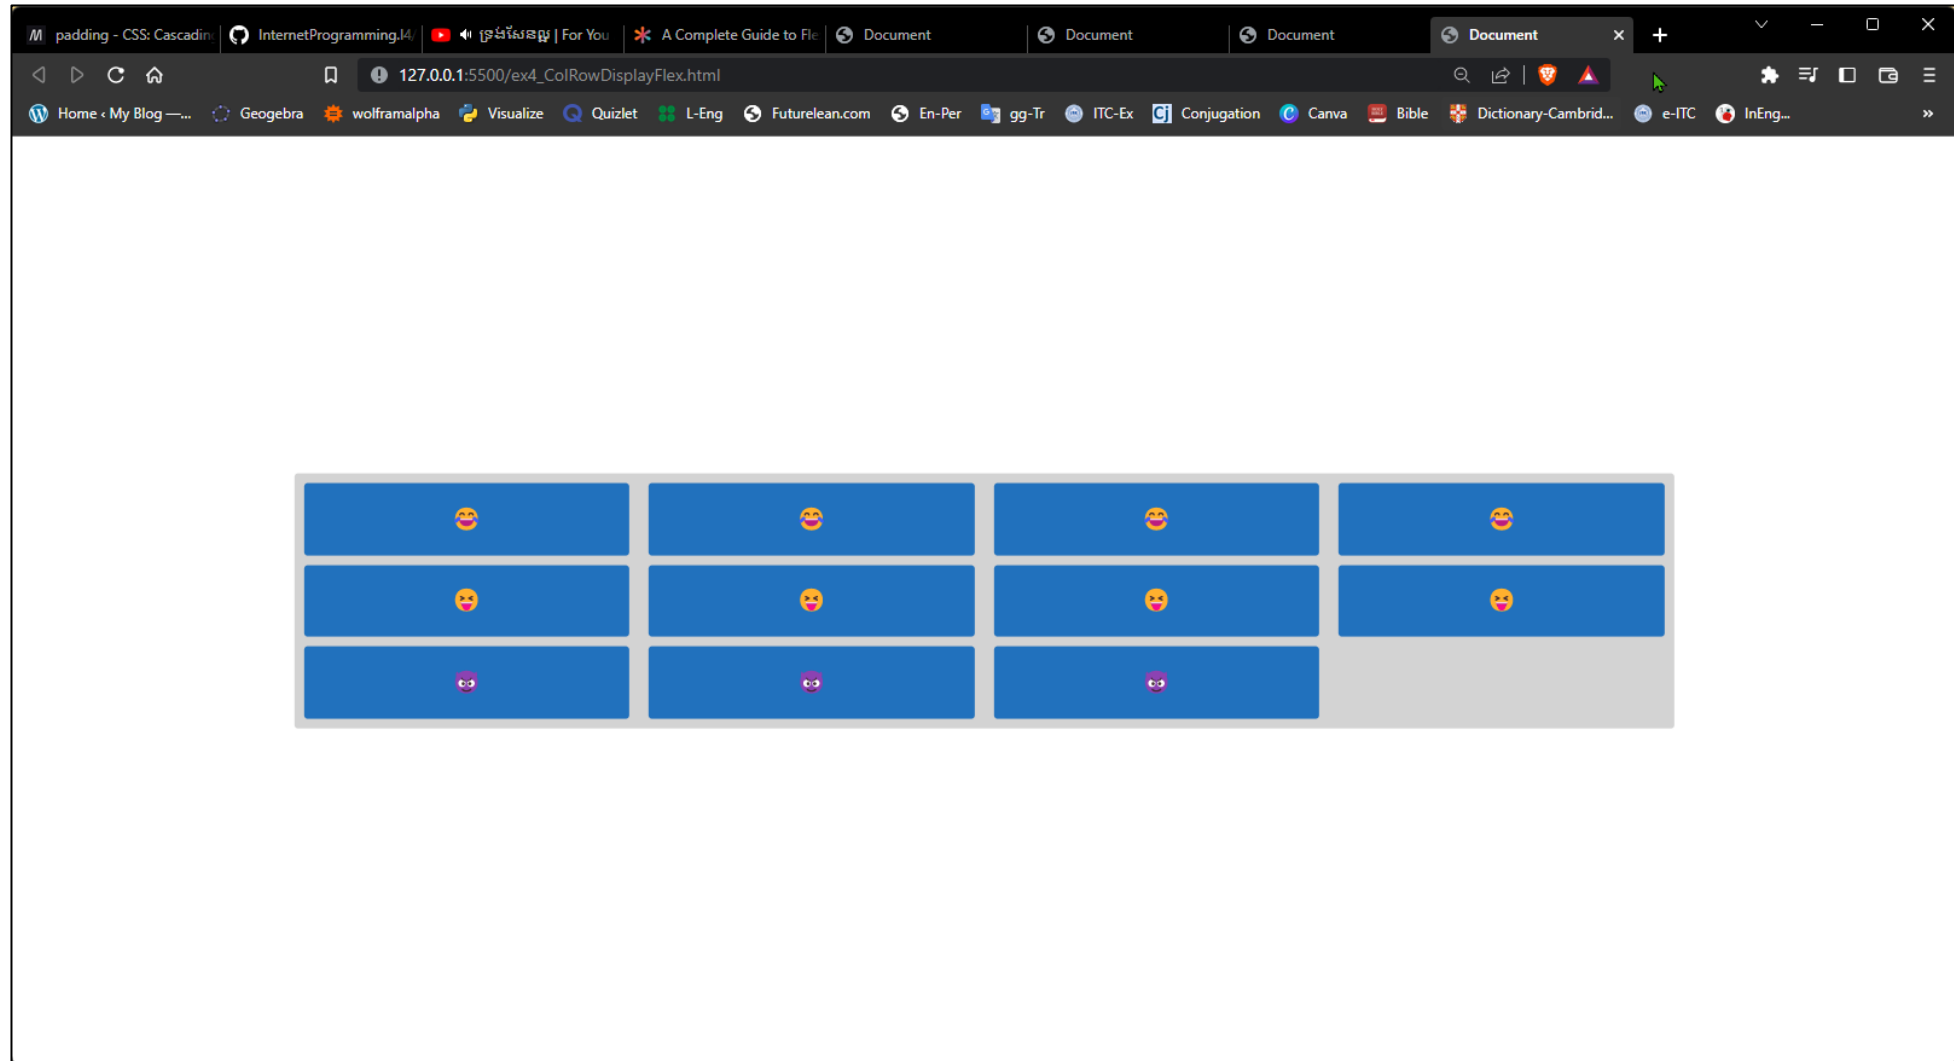 padding - CSS: Cascadin
InternetProgramming.I4/
ទ្រង់សែនល្អ | For You
A Complete Guide to Fle
Document
Document
Document
Document
127.0.0.1:5500/ex4_ColRowDisplayFlex.html
Home ‹ My Blog —...
Geogebra
wolframalpha
Visualize
Quizlet
L-Eng
Futurelean.com
En-Per
gg-Tr
ITC-Ex
Conjugation
Canva
Bible
Dictionary-Cambrid...
e-ITC
InEng...